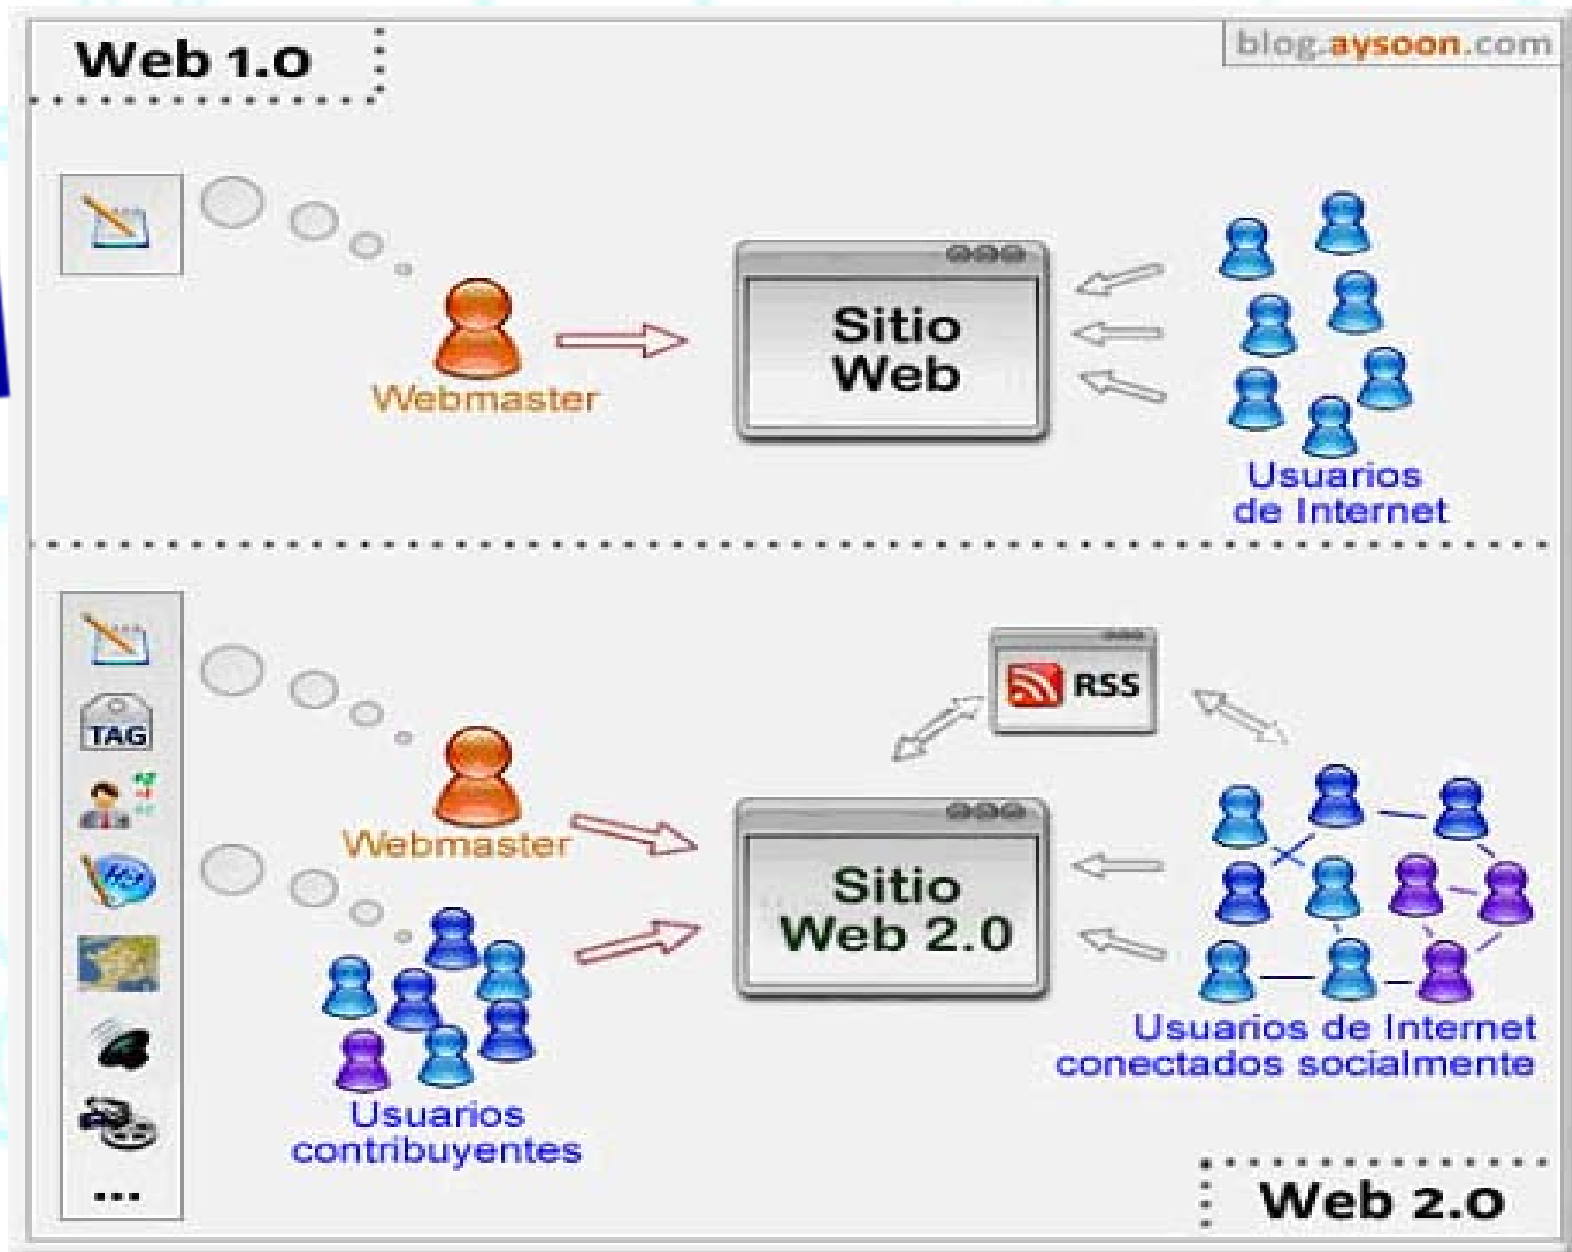 Web 1.0
blog.aysoon.com
Webmaster
Sitio
Web
Usuarios
de Internet
TAG
Webmaster
Usuarios
contribuyentes
RSS
Sitio
Web 2.0
Usuarios de Internet
conectados socialmente
...
Web 2.0